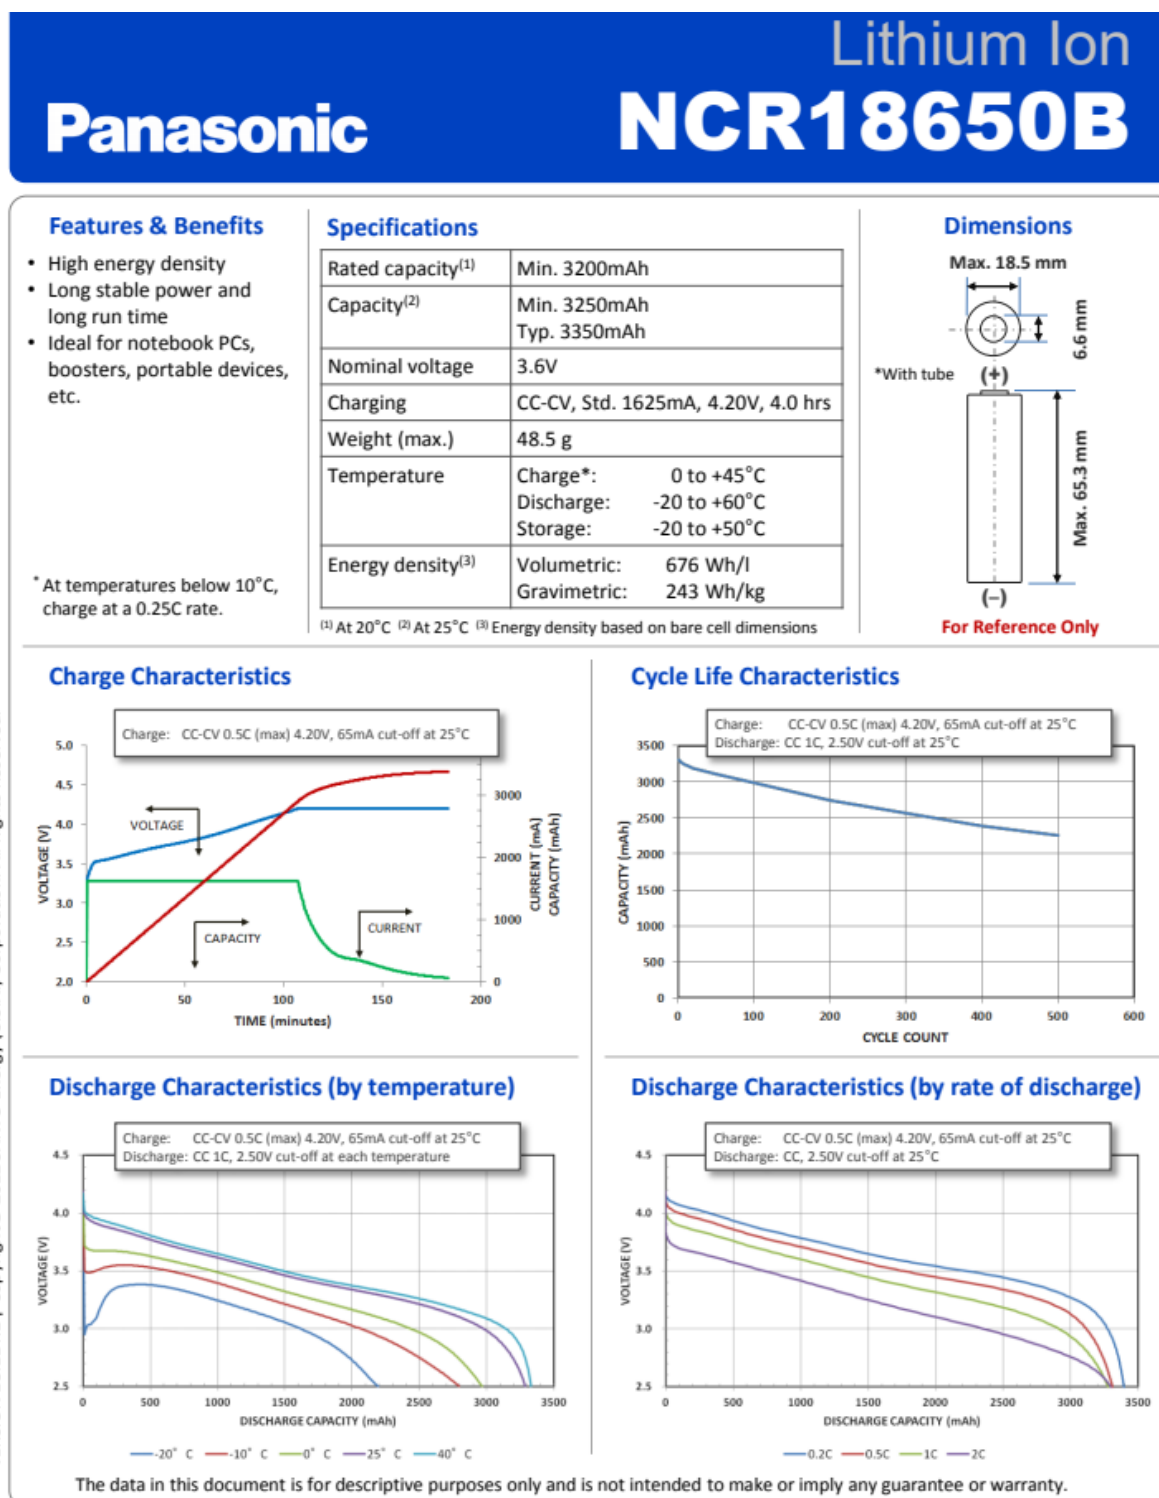 Lithium Ion
Panasonic
NCR18650B
Features & Benefits
• High energy density
• Long stable power and
long run time
• Ideal for notebook PCs,
boosters, portable devices,
etc.
* At temperatures below 10°C,
charge at a 0.25C rate.
Specifications
Rated capacity(1) Min. 3200mAh
Capacity(2) Min. 3250mAh
Typ. 3350mAh
Nominal voltage 3.6V
Charging CC-CV, Std. 1625mA, 4.20V, 4.0 hrs
Weight (max.) 48.5 g
Temperature Charge*: 0 to +45°C
Discharge: -20 to +60°C
Storage: -20 to +50°C
Energy density(3) Volumetric: 676 Wh/l
Gravimetric: 243 Wh/kg
(1) At 20°C (2) At 25°C (3) Energy density based on bare cell dimensions
Dimensions
Max. 18.5 mm
6.6 mm
*With tube
(+)
Max. 65.3 mm
(–)
For Reference Only
Charge Characteristics
Charge: CC-CV 0.5C (max) 4.20V, 65mA cut-off at 25°C
5.0
4.5
4.0
3.5
3.0
2.5
2.0
VOLTAGE (V)
VOLTAGE
CAPACITY
CURRENT
3000
2000
1000
0
CURRENT (mA)
CAPACITY (mAh)
0 50 100 150 200
TIME (minutes)
Cycle Life Characteristics
Charge: CC-CV 0.5C (max) 4.20V, 65mA cut-off at 25°C
Discharge: CC 1C, 2.50V cut-off at 25°C
3500
3000
2500
2000
1500
1000
500
0
CAPACITY (mAh)
0 100 200 300 400 500 600
CYCLE COUNT
Discharge Characteristics (by temperature)
Charge: CC-CV 0.5C (max) 4.20V, 65mA cut-off at 25°C
Discharge: CC 1C, 2.50V cut-off at each temperature
4.5
4.0
3.5
3.0
2.5
VOLTAGE (V)
0 500 1000 1500 2000 2500 3000 3500
DISCHARGE CAPACITY (mAh)
-20° C -10° C 0° C 25° C 40° C
Discharge Characteristics (by rate of discharge)
Charge: CC-CV 0.5C (max) 4.20V, 65mA cut-off at 25°C
Discharge: CC, 2.50V cut-off at 25°C
4.5
4.0
3.5
3.0
2.5
VOLTAGE (V)
0 500 1000 1500 2000 2500 3000 3500
DISCHARGE CAPACITY (mAh)
0.2C 0.5C 1C 2C
The data in this document is for descriptive purposes only and is not intended to make or imply any guarantee or warranty.